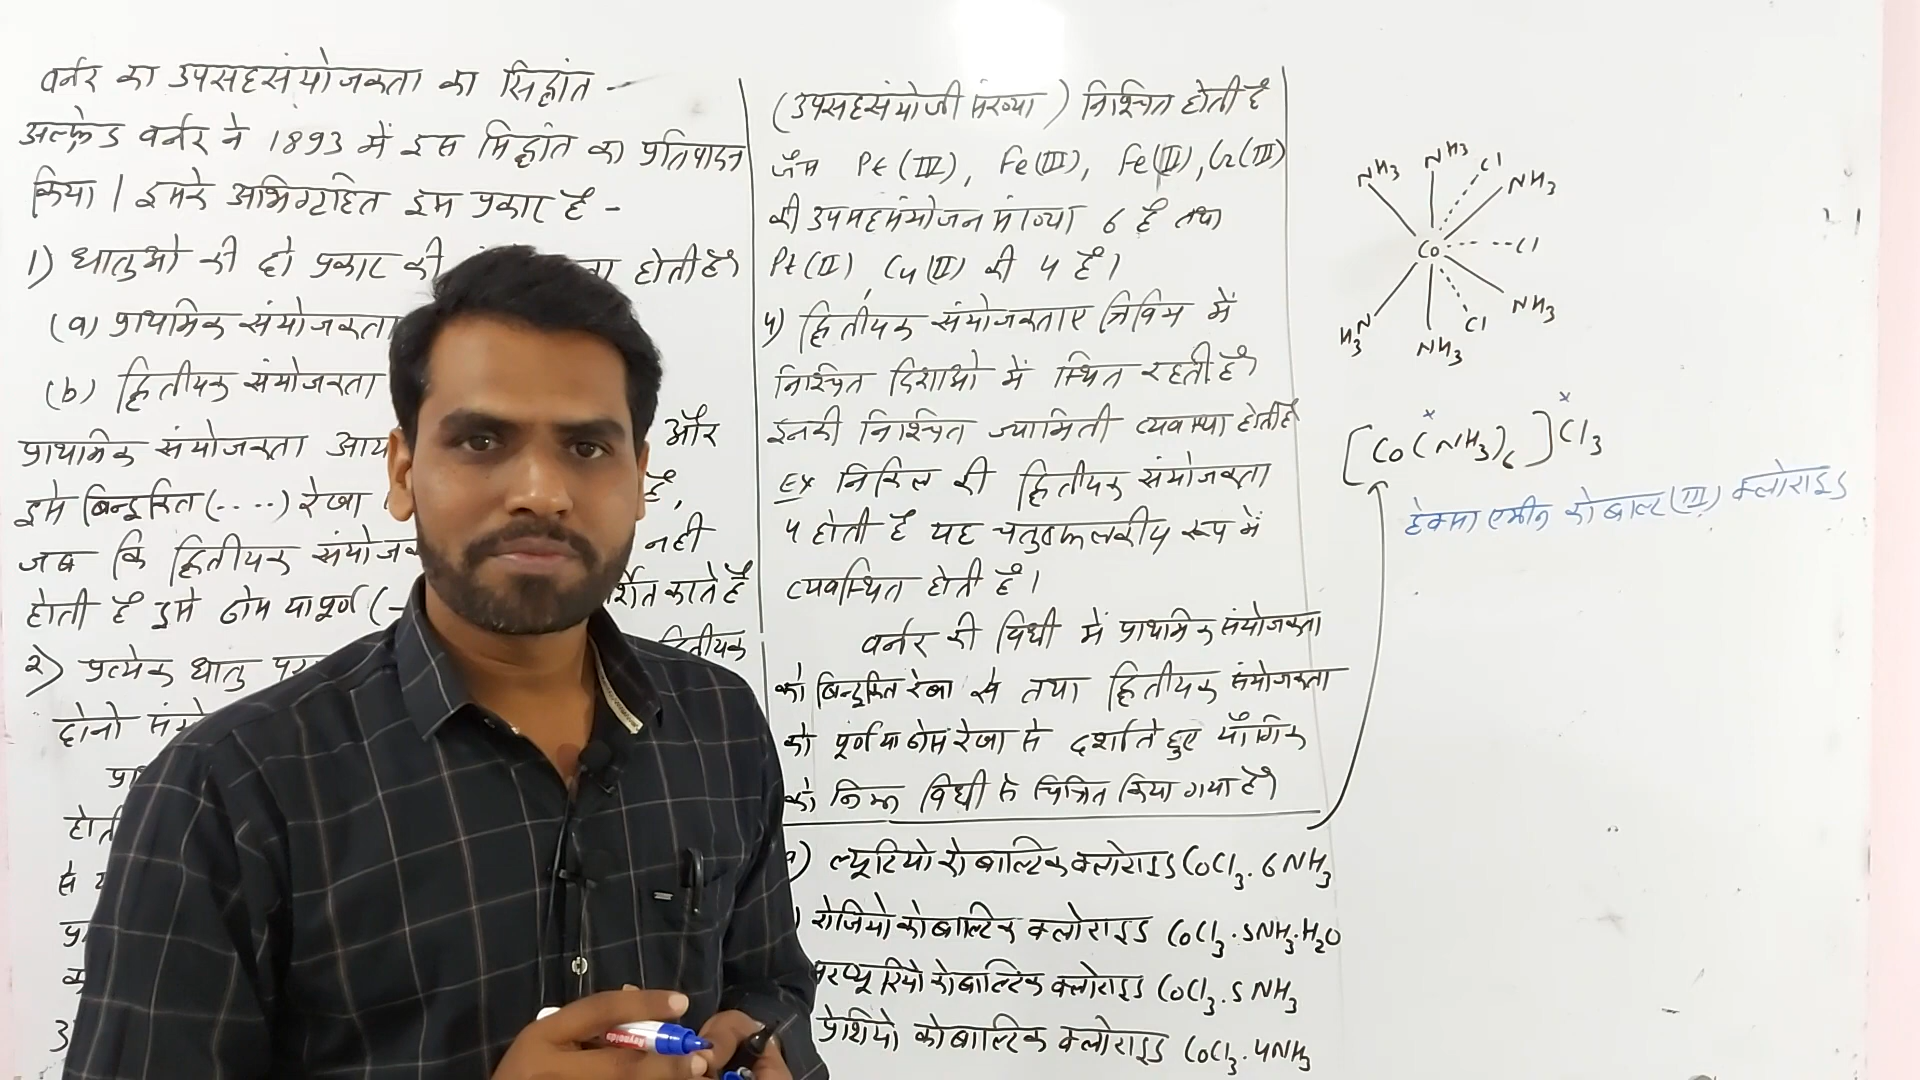 वर्नर का उपसहसंयोजकता का सिद्धांत –
अल्फ्रेड वर्नर ने 1893 में इस सिद्धांत का प्रतिपादन
किया। इसके अभिगृहित इस प्रकार है –
1) धातुओ की दो प्रकार की होती है।
(a) प्राथमिक संयोजकता
(b) द्वितीयक संयोजकता
प्राथमिक संयोजकता और
इसे बिन्दुकित (....) रेखा है,
जब कि द्वितीयक नही
होती है इसे ठोस या पूर्ण (– करते है
2) प्रत्येक धातु द्वितीयक
दोनो
होती
से
(उपसहसंयोजी संख्या) निश्चित होती है
जैसे Pt (IV), Fe(III), Fe(II), Cr(III)
की उपसहसंयोजन संख्या 6 है तथा
Pt(II) Cu(II) की 4 है।
4) द्वितीयक संयोजकताए त्रिविम में
निश्चित दिशाओ में स्थित रहती है।
इनकी निश्चित ज्यामिती व्यवस्था होती है
Ex निकिल की द्वितीयक संयोजकता
4 होती है यह चतुष्फलकीय रूप में
व्यवस्थित होती है।
वर्नर की विधी में प्राथमिक संयोजकता
को बिन्दुकित रेखा से तथा द्वितीयक संयोजकता
को पूर्ण या ठोस रेखा से दर्शाते हुए यौगिक
को निम्न विधी से चित्रित किया गया है।
a) ल्यूटियो कोबाल्टिक क्लोराइड CoCl₃.6NH₃
) रोजियो कोबाल्टिक क्लोराइड CoCl₃.5NH₃.H₂O
परप्यूरियो कोबाल्टिक क्लोराइड CoCl₃.5NH₃
प्रेशियो कोबाल्टिक क्लोराइड CoCl₃.4NH₃
NH₃ NH₃ Cl NH₃
Co Cl
H₃N NH₃ Cl NH₃
[Co(NH₃)₆]Cl₃
हेक्साएमीन कोबाल्ट(III) क्लोराइड
Reynolds